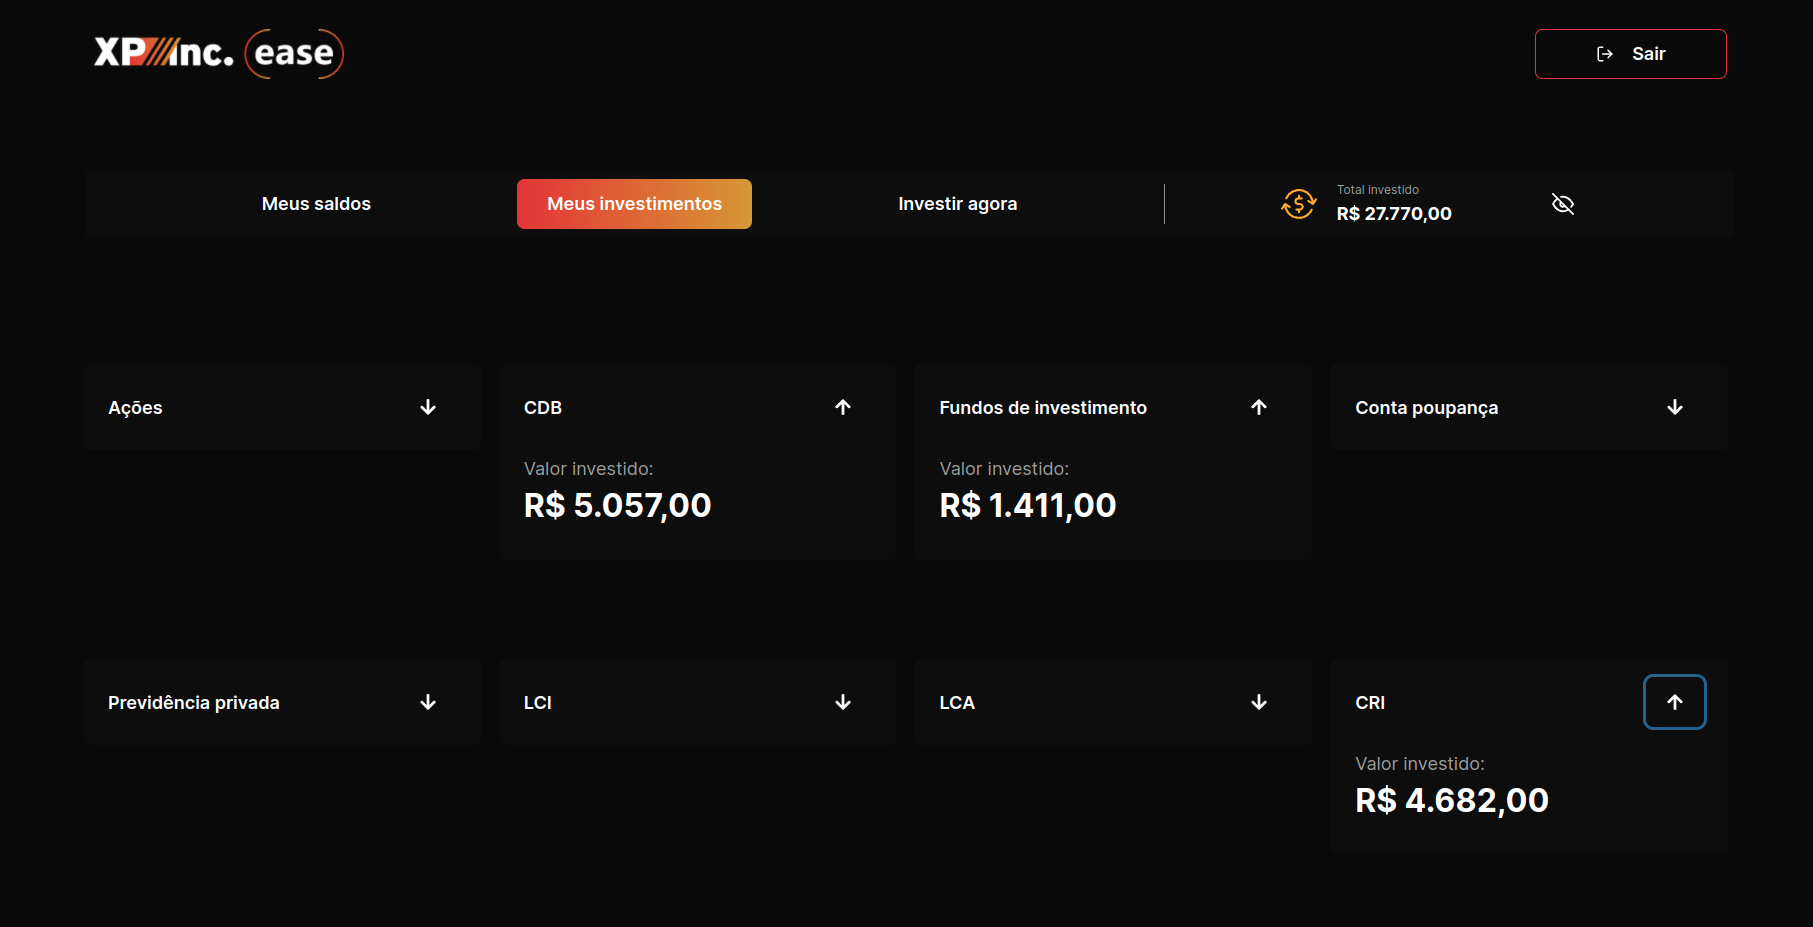 XP inc. ease
Sair
Meus saldos
Meus investimentos
Investir agora
Total investido
R$ 27.770,00
Ações
CDB
Valor investido:
R$ 5.057,00
Fundos de investimento
Valor investido:
R$ 1.411,00
Conta poupança
Previdência privada
LCI
LCA
CRI
Valor investido:
R$ 4.682,00